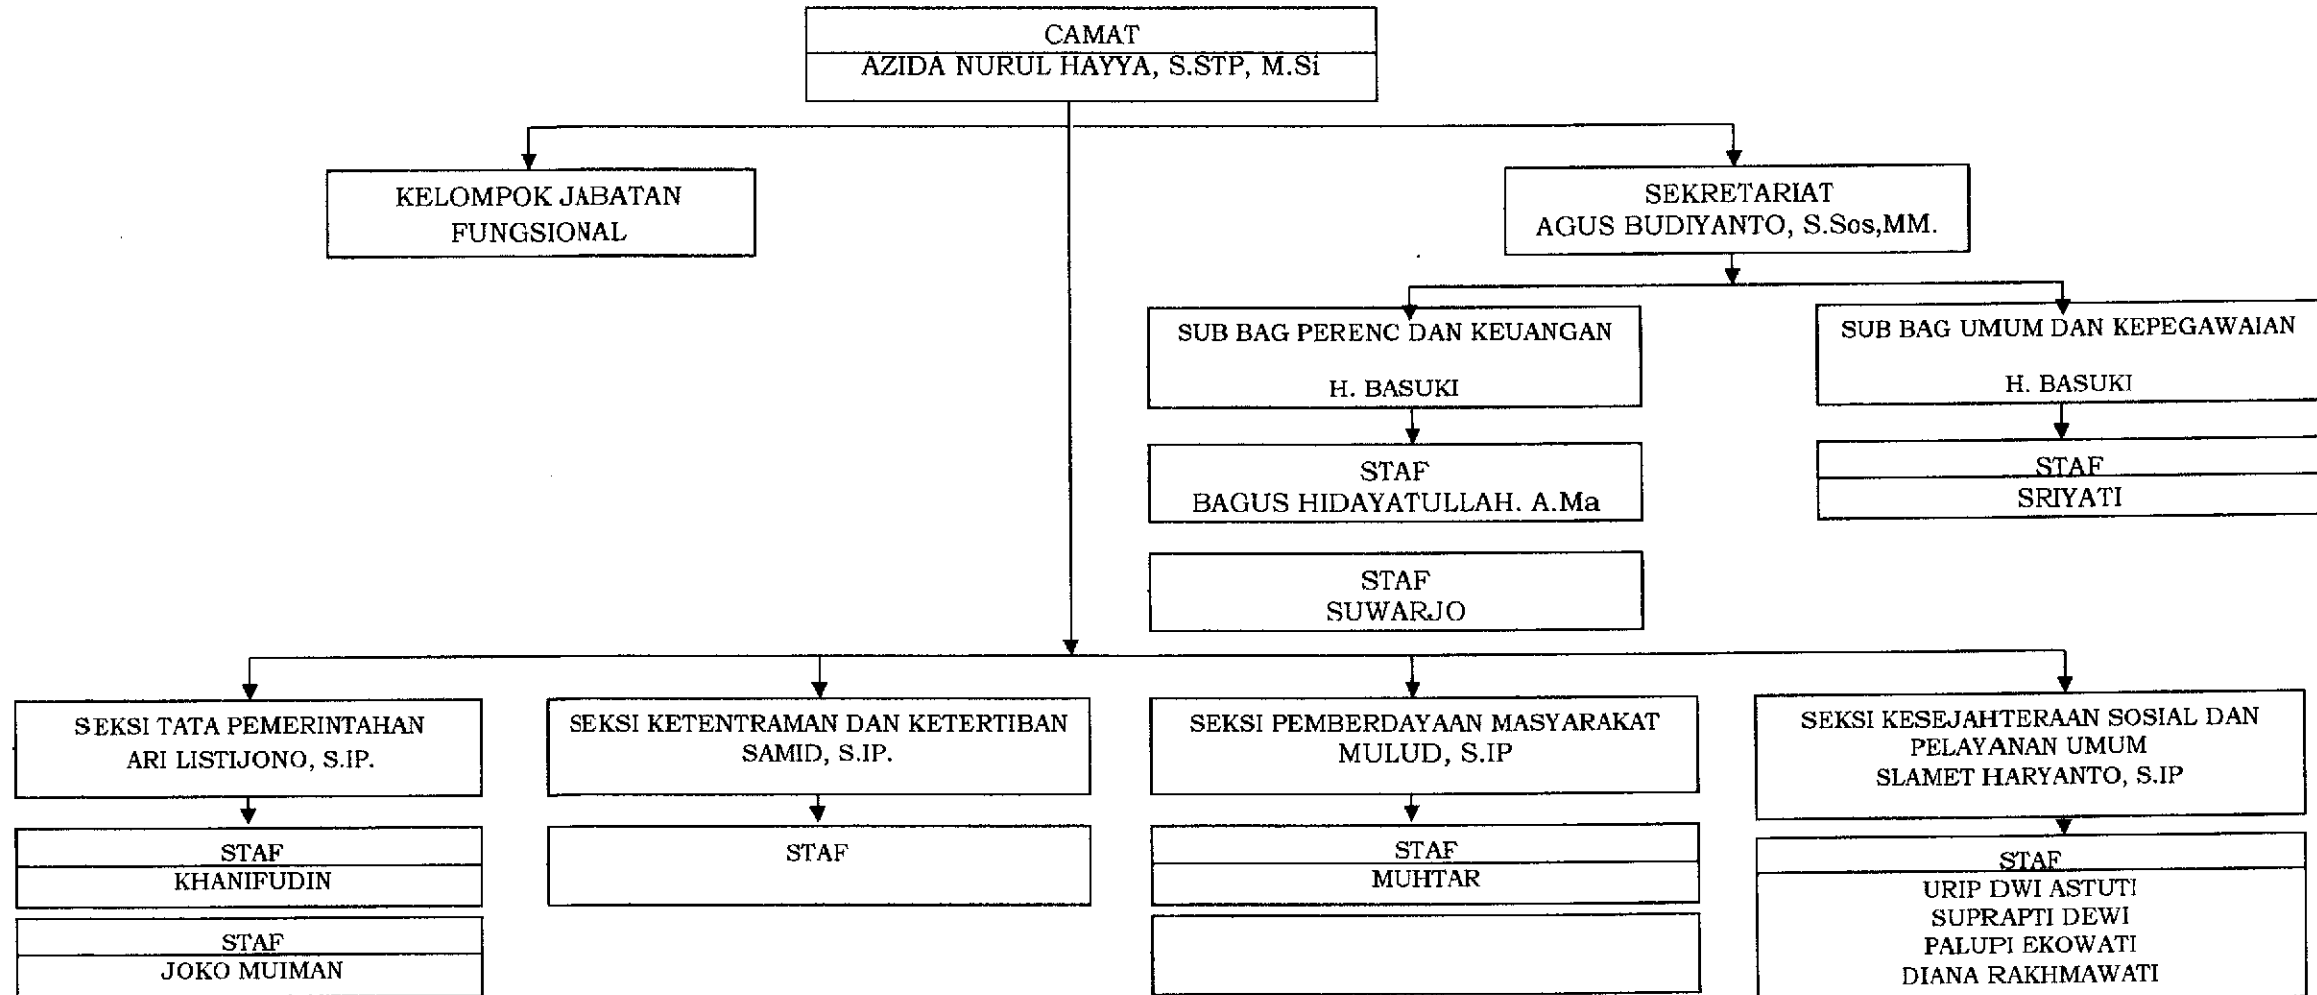 CAMAT
AZIDA NURUL HAYYA, S.STP, M.Si
KELOMPOK JABATAN
FUNGSIONAL
SEKRETARIAT
AGUS BUDIYANTO, S.Sos,MM.
SUB BAG PERENC DAN KEUANGAN
H. BASUKI
SUB BAG UMUM DAN KEPEGAWAIAN
H. BASUKI
STAF
BAGUS HIDAYATULLAH. A.Ma
STAF
SRIYATI
STAF
SUWARJO
SEKSI TATA PEMERINTAHAN
ARI LISTIJONO, S.IP.
SEKSI KETENTRAMAN DAN KETERTIBAN
SAMID, S.IP.
SEKSI PEMBERDAYAAN MASYARAKAT
MULUD, S.IP
SEKSI KESEJAHTERAAN SOSIAL DAN
PELAYANAN UMUM
SLAMET HARYANTO, S.IP
STAF
KHANIFUDIN
STAF
JOKO MUIMAN
STAF
STAF
MUHTAR
STAF
URIP DWI ASTUTI
SUPRAPTI DEWI
PALUPI EKOWATI
DIANA RAKHMAWATI